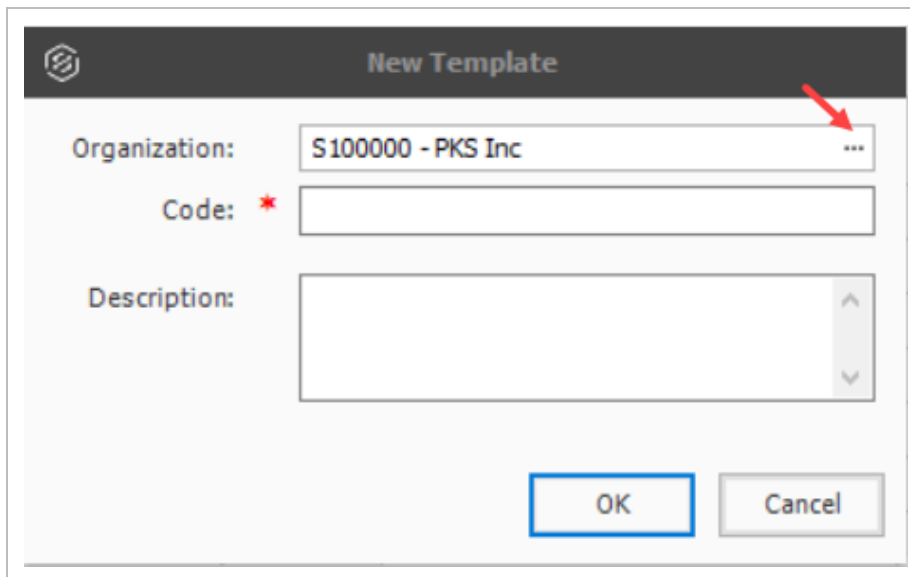 New Template
Organization: S100000 - PKS Inc ...
Code: *
Description:
OK Cancel